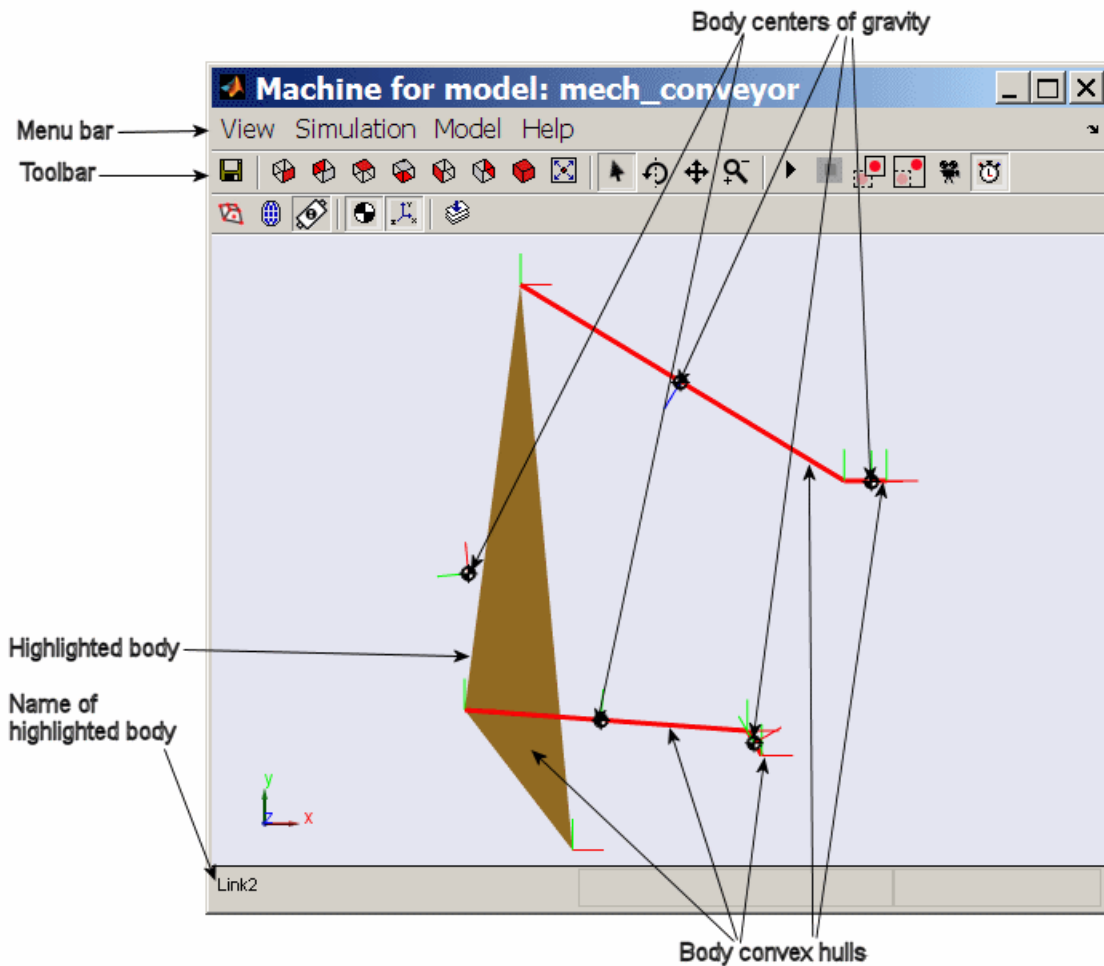 Body centers of gravity
Machine for model: mech_conveyor
Menu bar
View Simulation Model Help
Toolbar
Highlighted body
Name of
highlighted body
y
z
x
Link2
Body convex hulls